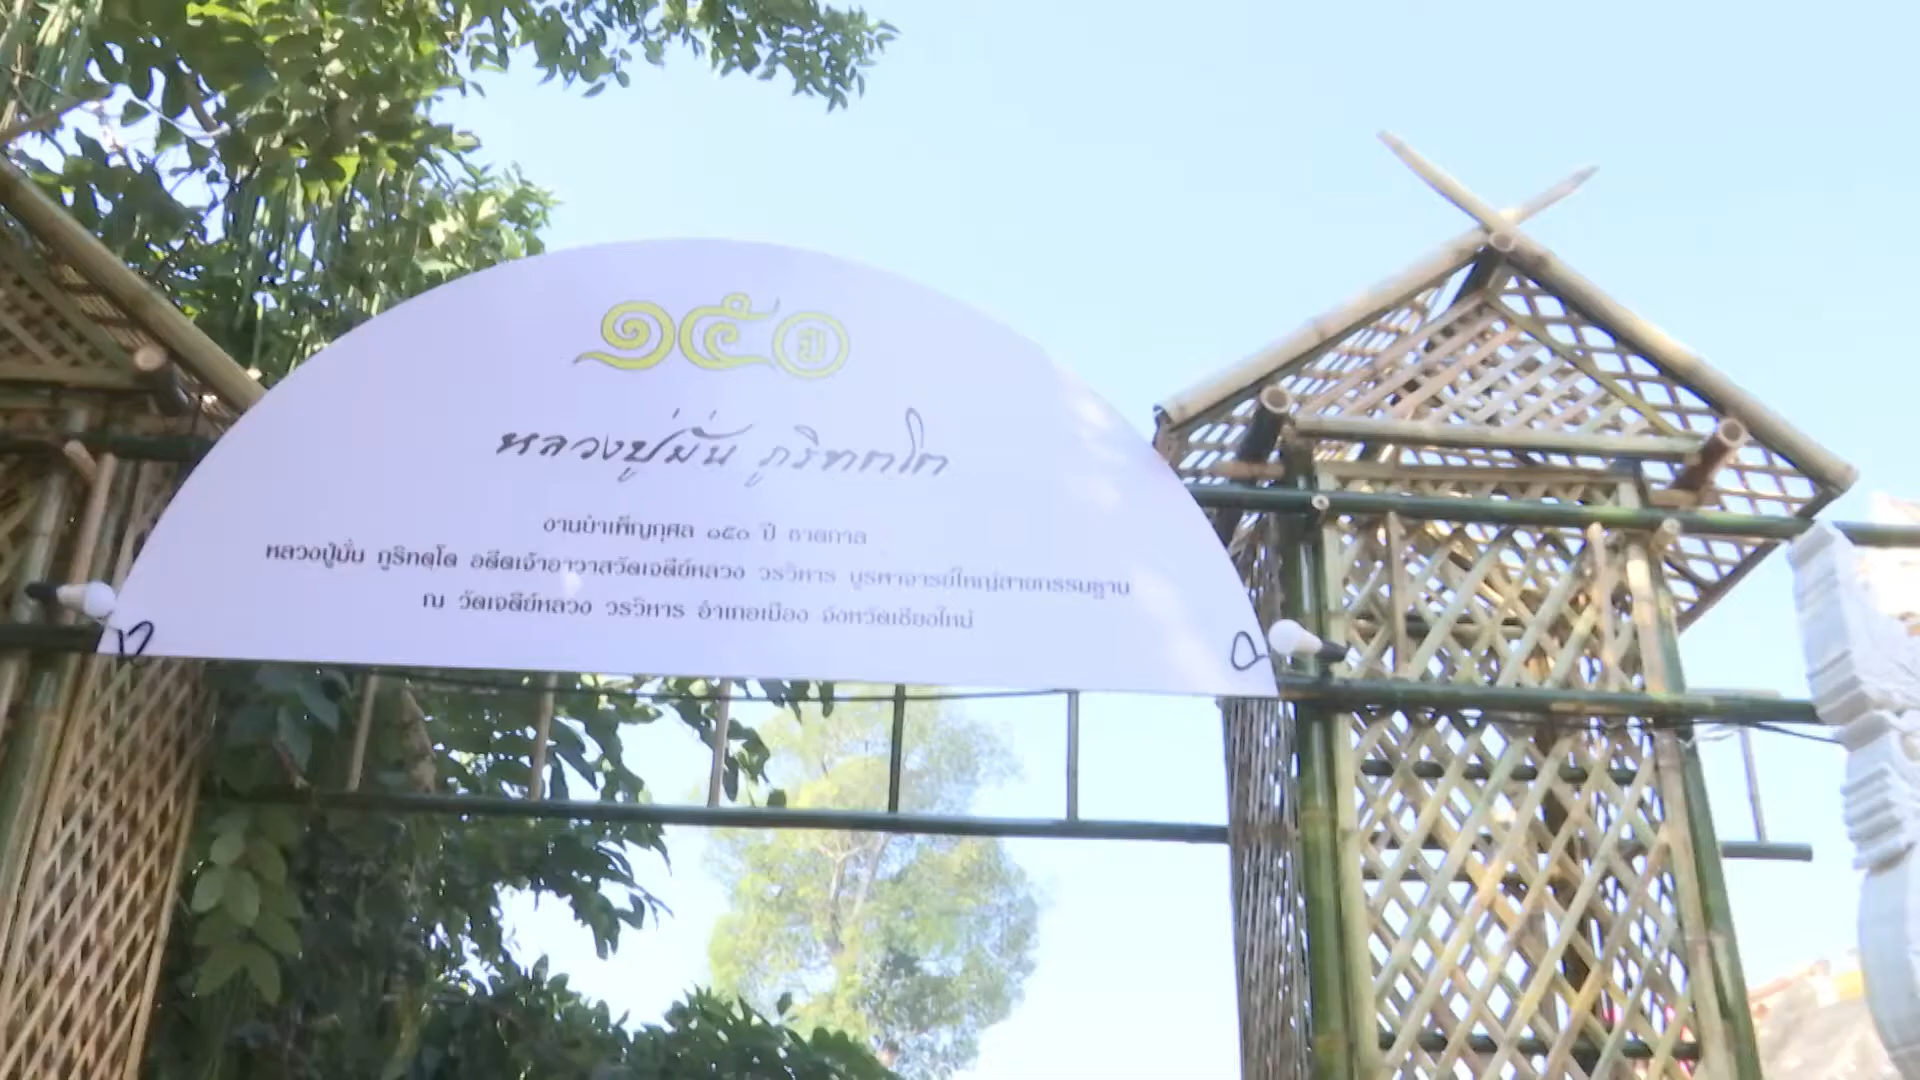 ๑๕๐ ปี
หลวงปู่มั่น ภูริทตฺโต
งานบำเพ็ญกุศล ๑๕๐ ปี ชาตกาล
หลวงปู่มั่น ภูริทตฺโต อดีตเจ้าอาวาสวัดเจดีย์หลวง วรวิหาร บูรพาจารย์ใหญ่สายกรรมฐาน
ณ วัดเจดีย์หลวง วรวิหาร อำเภอเมือง จังหวัดเชียงใหม่